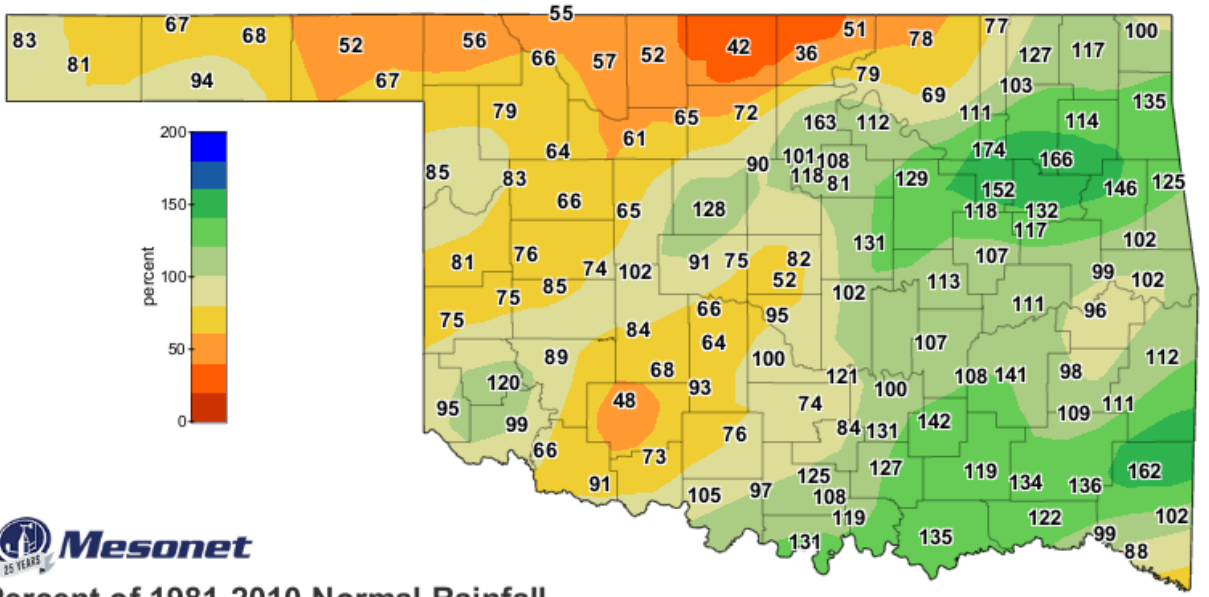 55
67 51 77 100
83 68 52 56 78
81 94 67 66 57 52 42 36 79 127 117
79 65 72 69 103 135
163 112 111 114
61
64 90 101 108 174 166
85 83 118 81 129 152 146 125
66 65 128 118 132
117
131 102
81 76 74 102 91 75 82 107 99
75 85 52 102 113 102
75 66 95 111 96
84 64 107
89 68 100 112
120 93 121 100 108 141 98
95 48 74 109 111
99 76 84 131 142
66 73
91 125 127 119 134 136 162
105 97 108
119 122 102
131 135 99
88
200
150
percent
100
50
0
Mesonet
25 YEARS
Percent of 1981-2010 Normal Rainfall